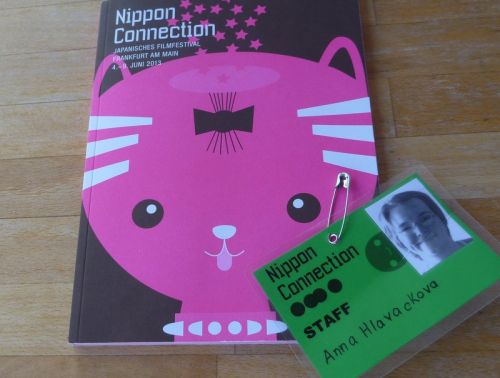 Nippon
Connection
JAPANISCHES FILMFESTIVAL
FRANKFURT AM MAIN
4.–9. JUNI 2013
Nippon
Connection
STAFF
Anna Hlavackova